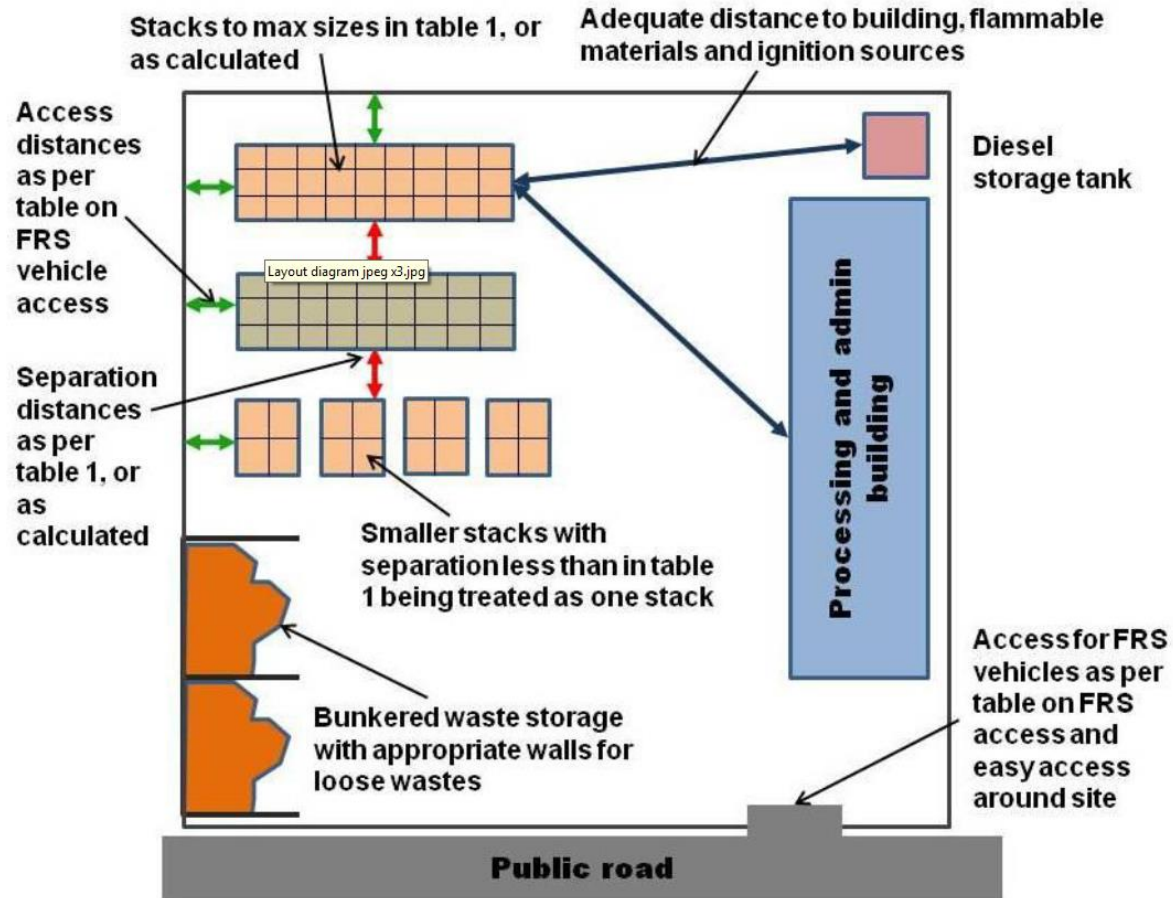 Stacks to max sizes in table 1, or
as calculated
Adequate distance to building, flammable
materials and ignition sources
Access
distances
as per
table on
FRS
vehicle
access
Diesel
storage tank
Layout diagram jpeg x3.jpg
Separation
distances
as per
table 1, or
as
calculated
Processing and admin
building
Smaller stacks with
separation less than in table
1 being treated as one stack
Bunkered waste storage
with appropriate walls for
loose wastes
Access for FRS
vehicles as per
table on FRS
access and
easy access
around site
Public road